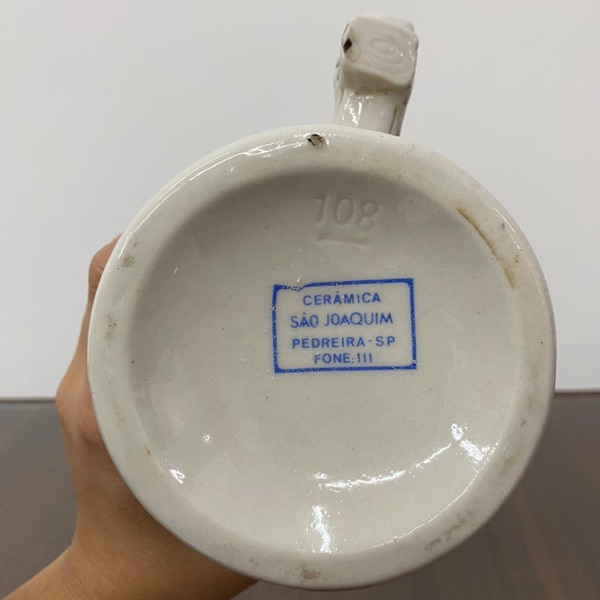 108
CERÂMICA
SÃO JOAQUIM
PEDREIRA - SP
FONE: 111